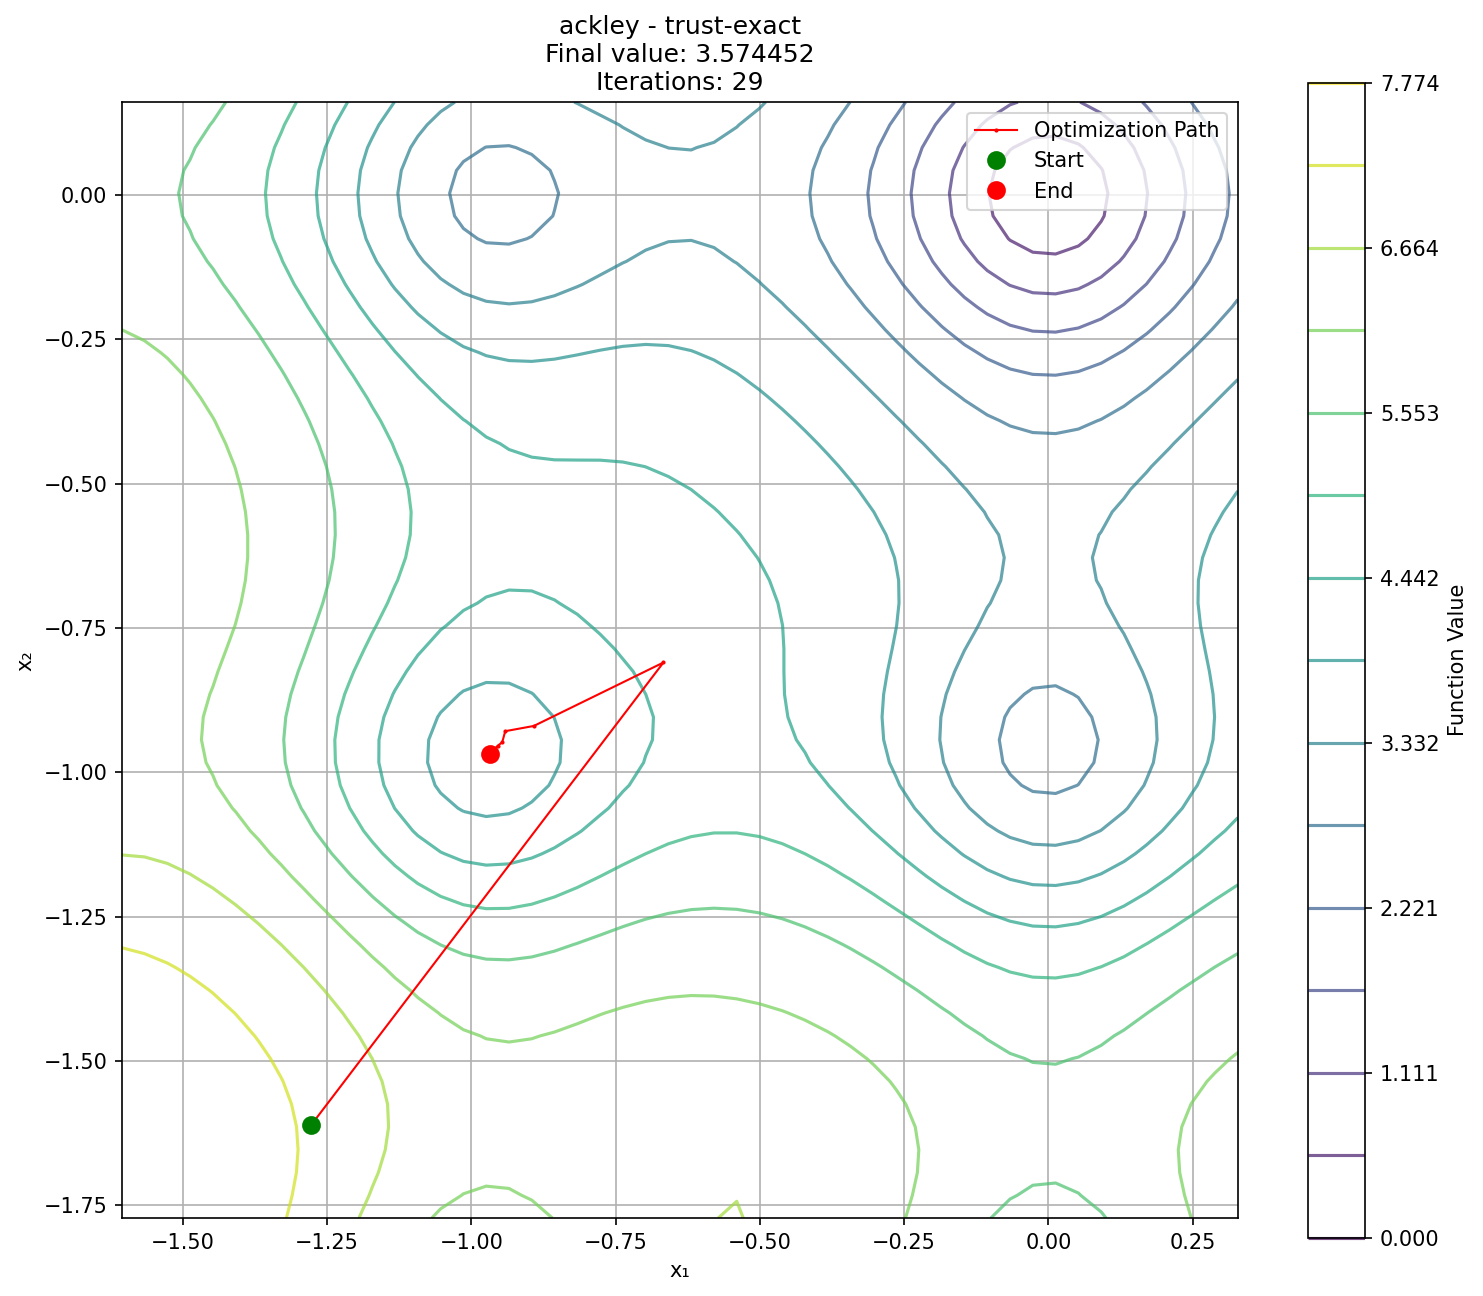 ackley - trust-exact
Final value: 3.574452
Iterations: 29
Optimization Path
Start
End
0.00
−0.25
−0.50
−0.75
−1.00
−1.25
−1.50
−1.75
x₂
−1.50
−1.25
−1.00
−0.75
−0.50
−0.25
0.00
0.25
x₁
7.774
6.664
5.553
4.442
3.332
2.221
1.111
0.000
Function Value